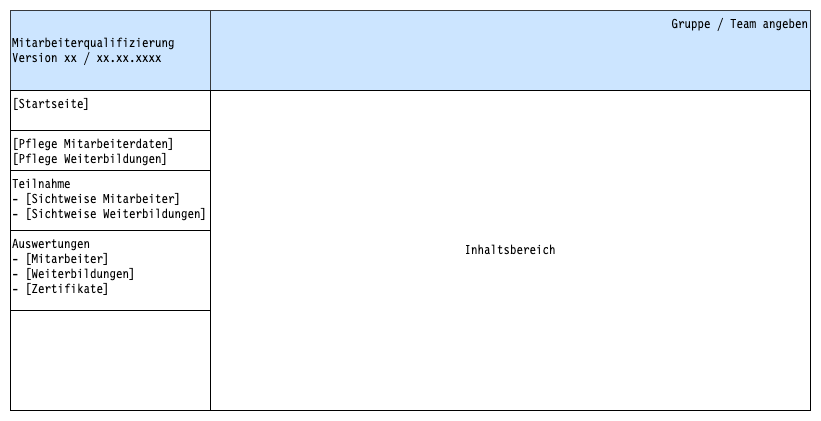 Gruppe / Team angeben
Mitarbeiterqualifizierung
Version xx / xx.xx.xxxx
[Startseite]
[Pflege Mitarbeiterdaten]
[Pflege Weiterbildungen]
Teilnahme
- [Sichtweise Mitarbeiter]
- [Sichtweise Weiterbildungen]
Auswertungen
- [Mitarbeiter]
- [Weiterbildungen]
- [Zertifikate]
Inhaltsbereich